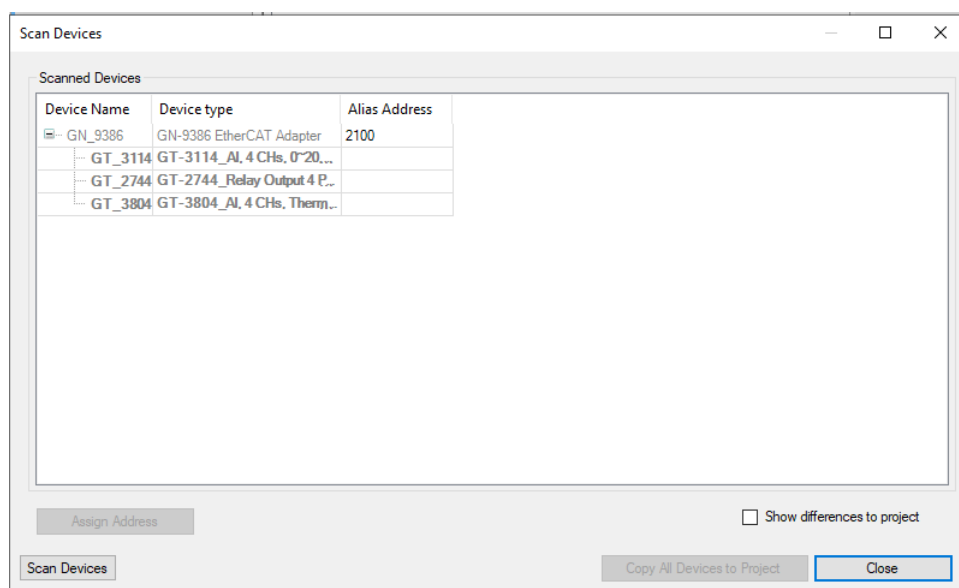 Scan Devices
Scanned Devices
Device Name Device type Alias Address
GN_9386 GN-9386 EtherCAT Adapter 2100
GT_3114 GT-3114_AI, 4 CHs, 0~20,...
GT_2744 GT-2744_Relay Output 4 P...
GT_3804 GT-3804_AI, 4 CHs, Therm...
Assign Address
Show differences to project
Scan Devices
Copy All Devices to Project
Close